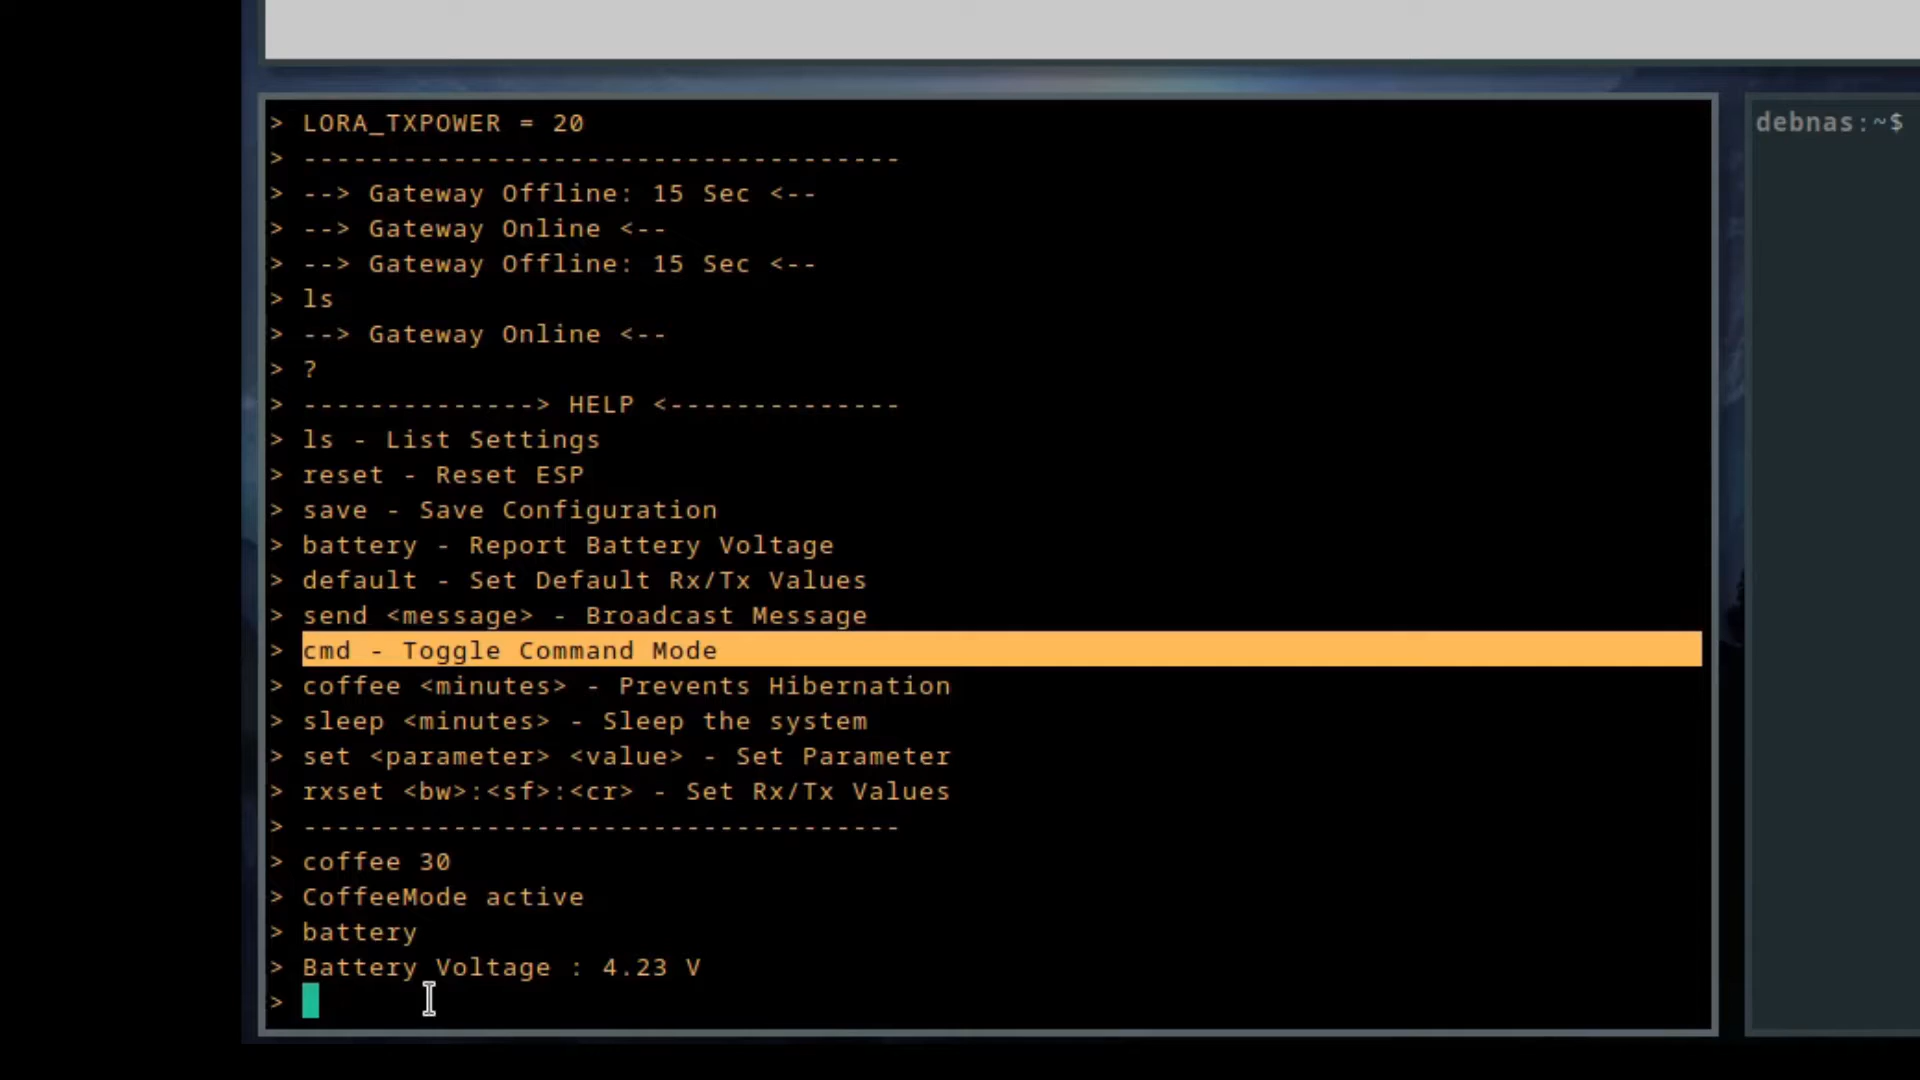 > LORA_TXPOWER = 20
> ------------------------------------
> --> Gateway Offline: 15 Sec <--
> --> Gateway Online <--
> --> Gateway Offline: 15 Sec <--
> ls
> --> Gateway Online <--
> ?
> --------------> HELP <--------------
> ls - List Settings
> reset - Reset ESP
> save - Save Configuration
> battery - Report Battery Voltage
> default - Set Default Rx/Tx Values
> send <message> - Broadcast Message
> cmd - Toggle Command Mode
> coffee <minutes> - Prevents Hibernation
> sleep <minutes> - Sleep the system
> set <parameter> <value> - Set Parameter
> rxset <bw>:<sf>:<cr> - Set Rx/Tx Values
> ------------------------------------
> coffee 30
> CoffeeMode active
> battery
> Battery Voltage : 4.23 V
>
debnas:~$